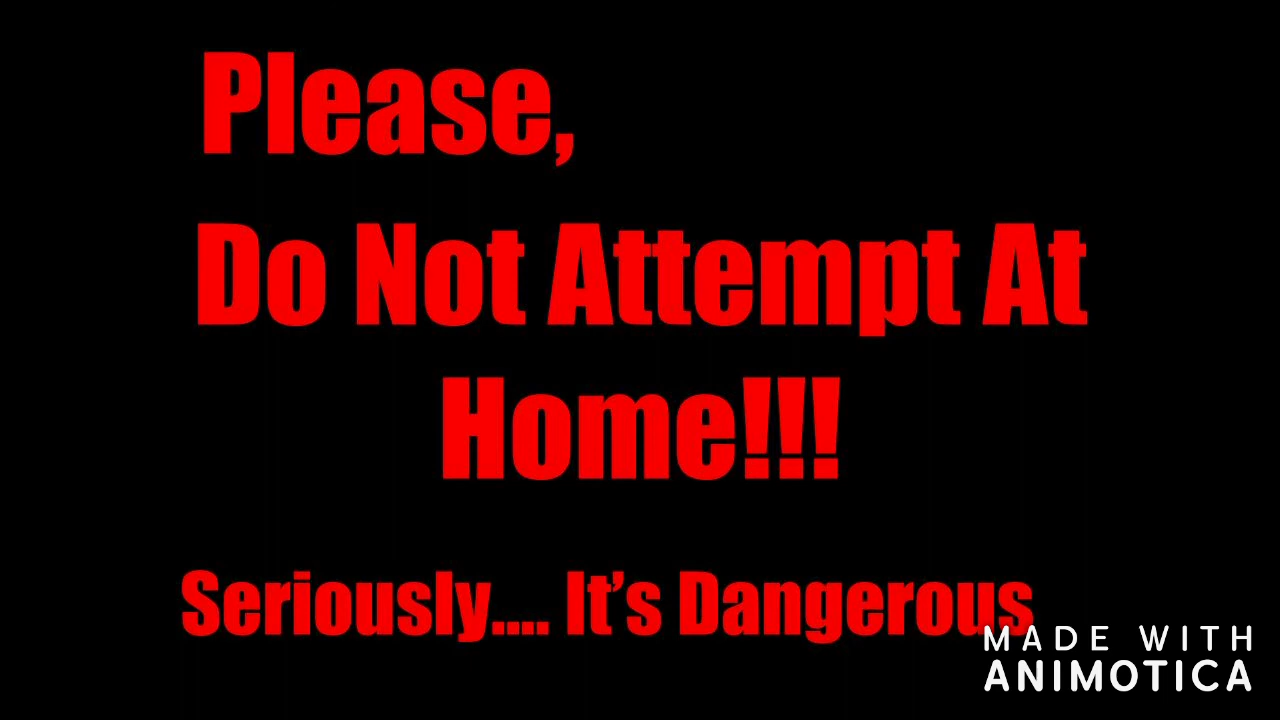 Please,
Do Not Attempt At
Home!!!
Seriously.... It’s Dangerous
MADE WITH
ANIMOTICA